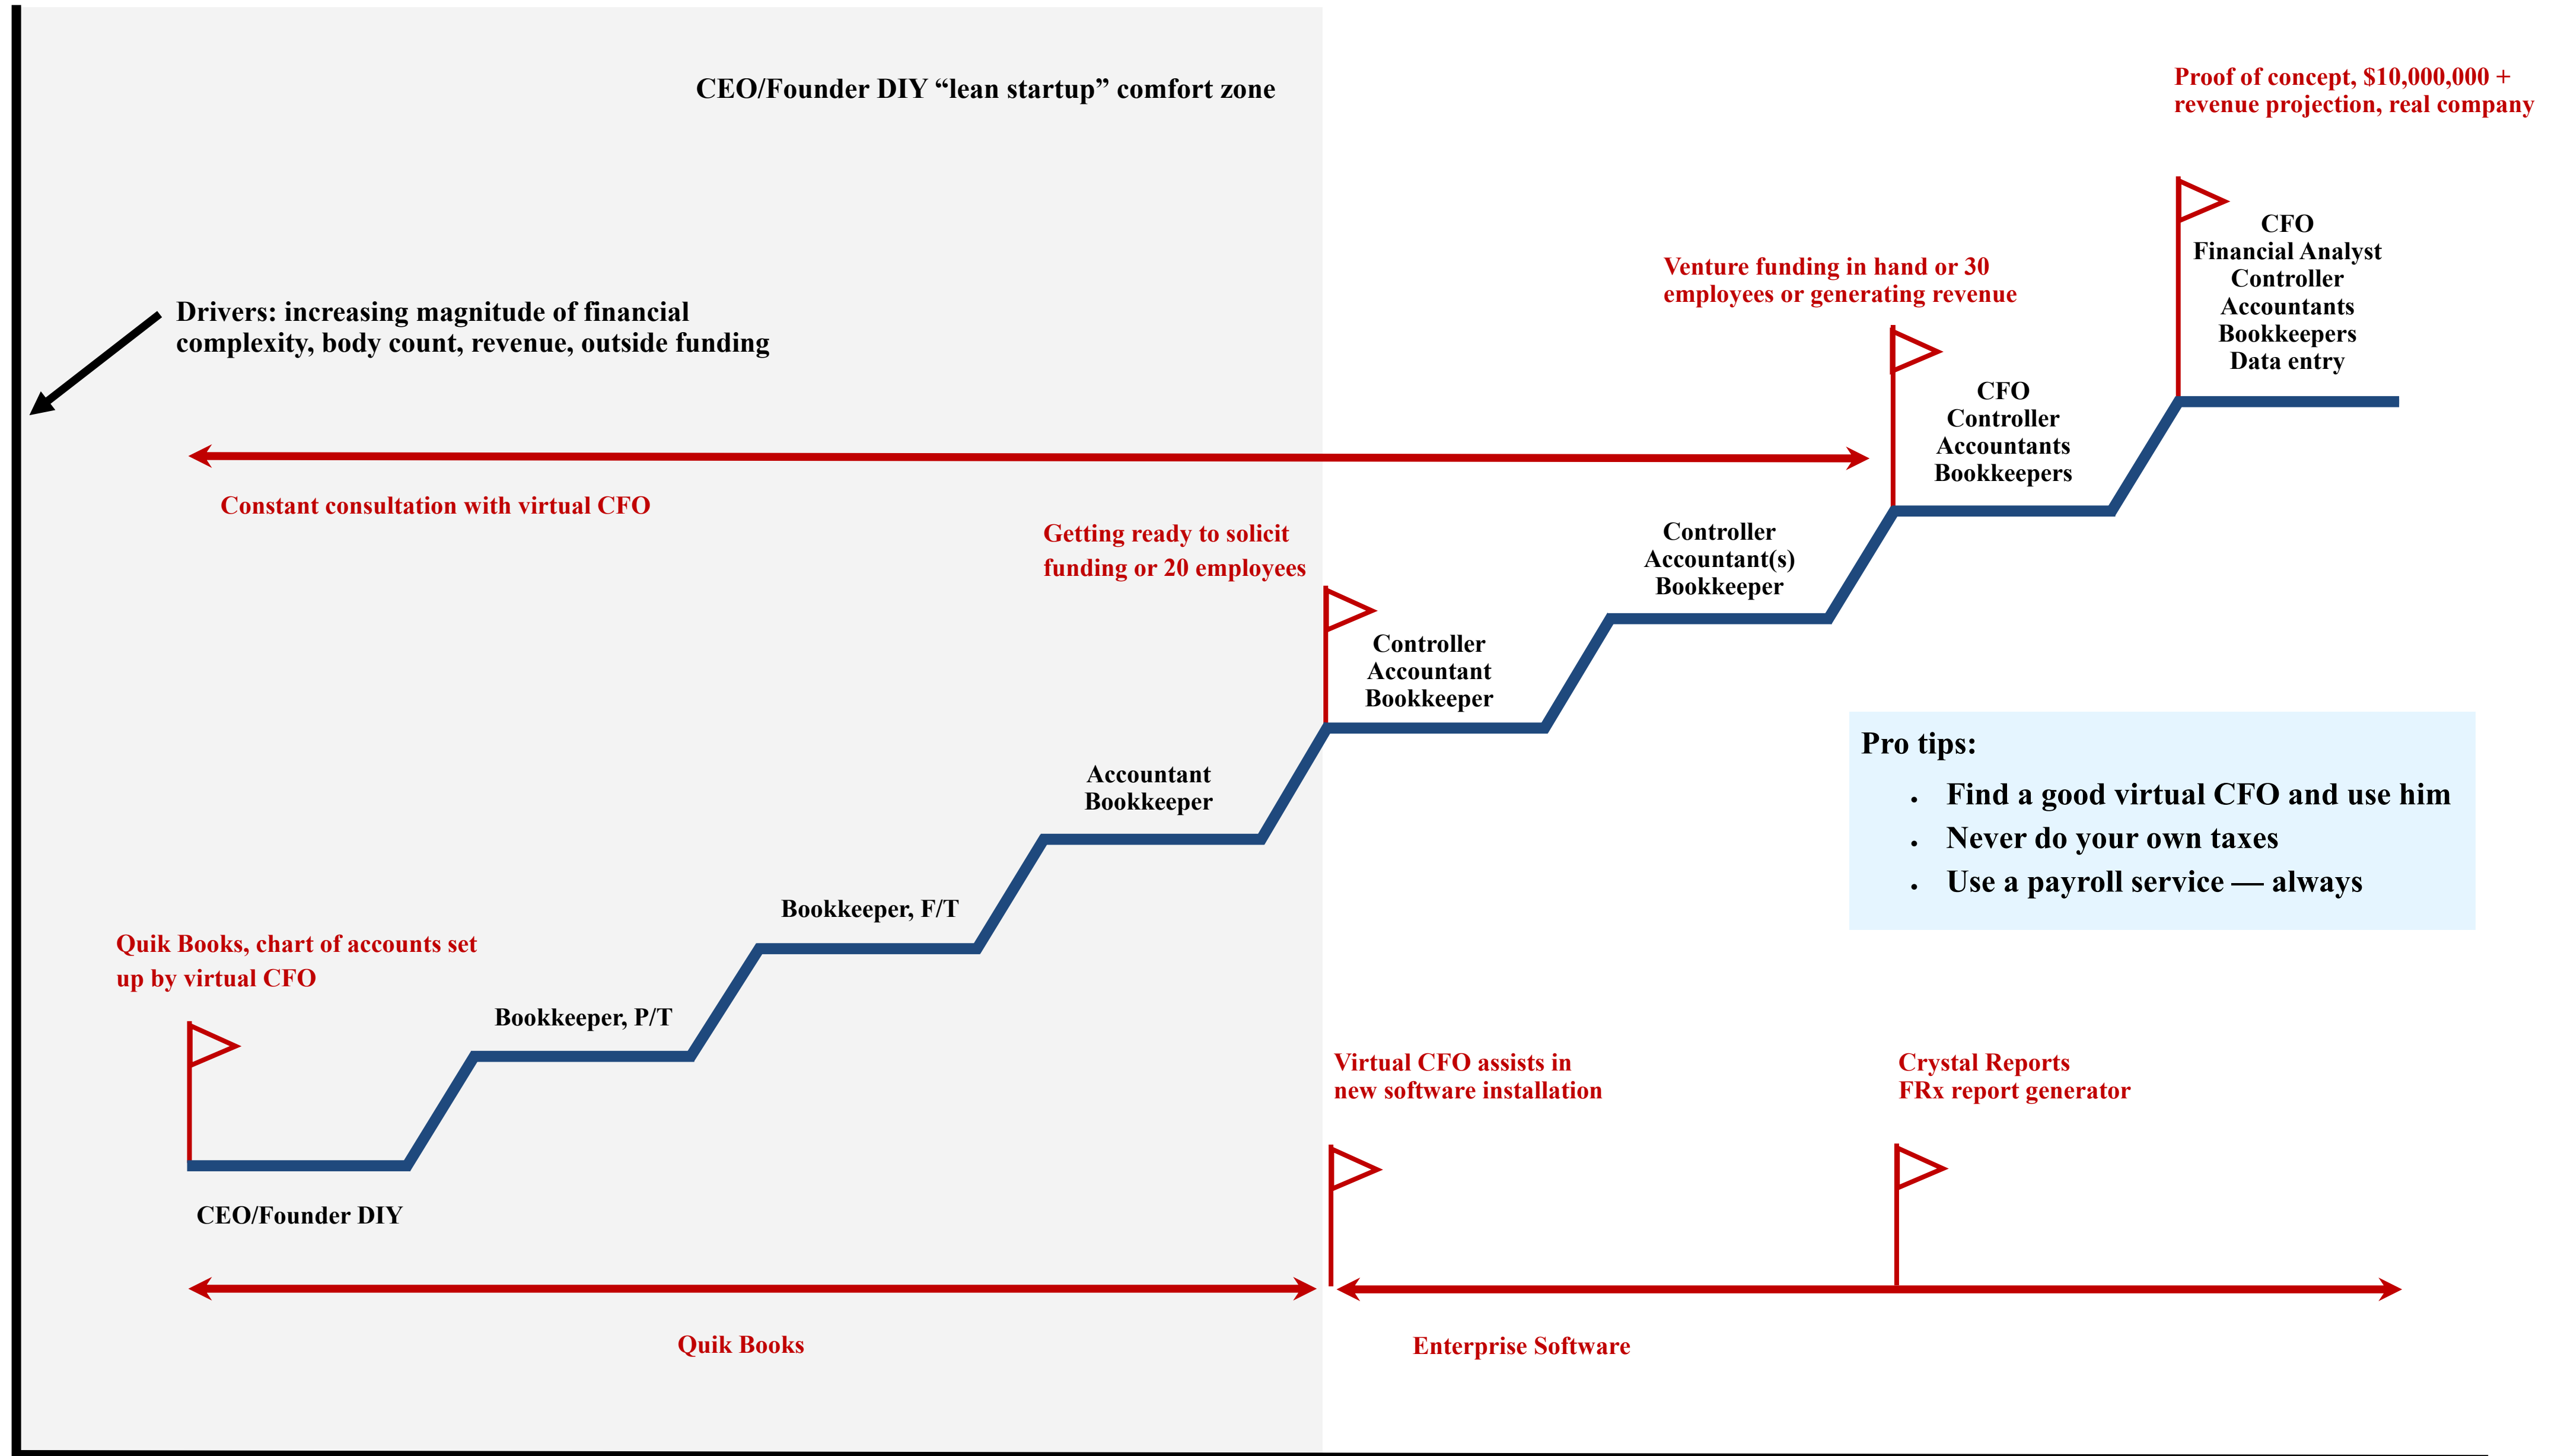 CEO/Founder DIY “lean startup” comfort zone
Proof of concept, $10,000,000 +
revenue projection, real company
CFO
Financial Analyst
Controller
Accountants
Bookkeepers
Data entry
Venture funding in hand or 30
employees or generating revenue
Drivers: increasing magnitude of financial
complexity, body count, revenue, outside funding
CFO
Controller
Accountants
Bookkeepers
Constant consultation with virtual CFO
Getting ready to solicit
funding or 20 employees
Controller
Accountant(s)
Bookkeeper
Controller
Accountant
Bookkeeper
Pro tips:
• Find a good virtual CFO and use him
• Never do your own taxes
• Use a payroll service — always
Accountant
Bookkeeper
Bookkeeper, F/T
Quik Books, chart of accounts set
up by virtual CFO
Bookkeeper, P/T
Virtual CFO assists in
new software installation
Crystal Reports
FRx report generator
CEO/Founder DIY
Quik Books
Enterprise Software